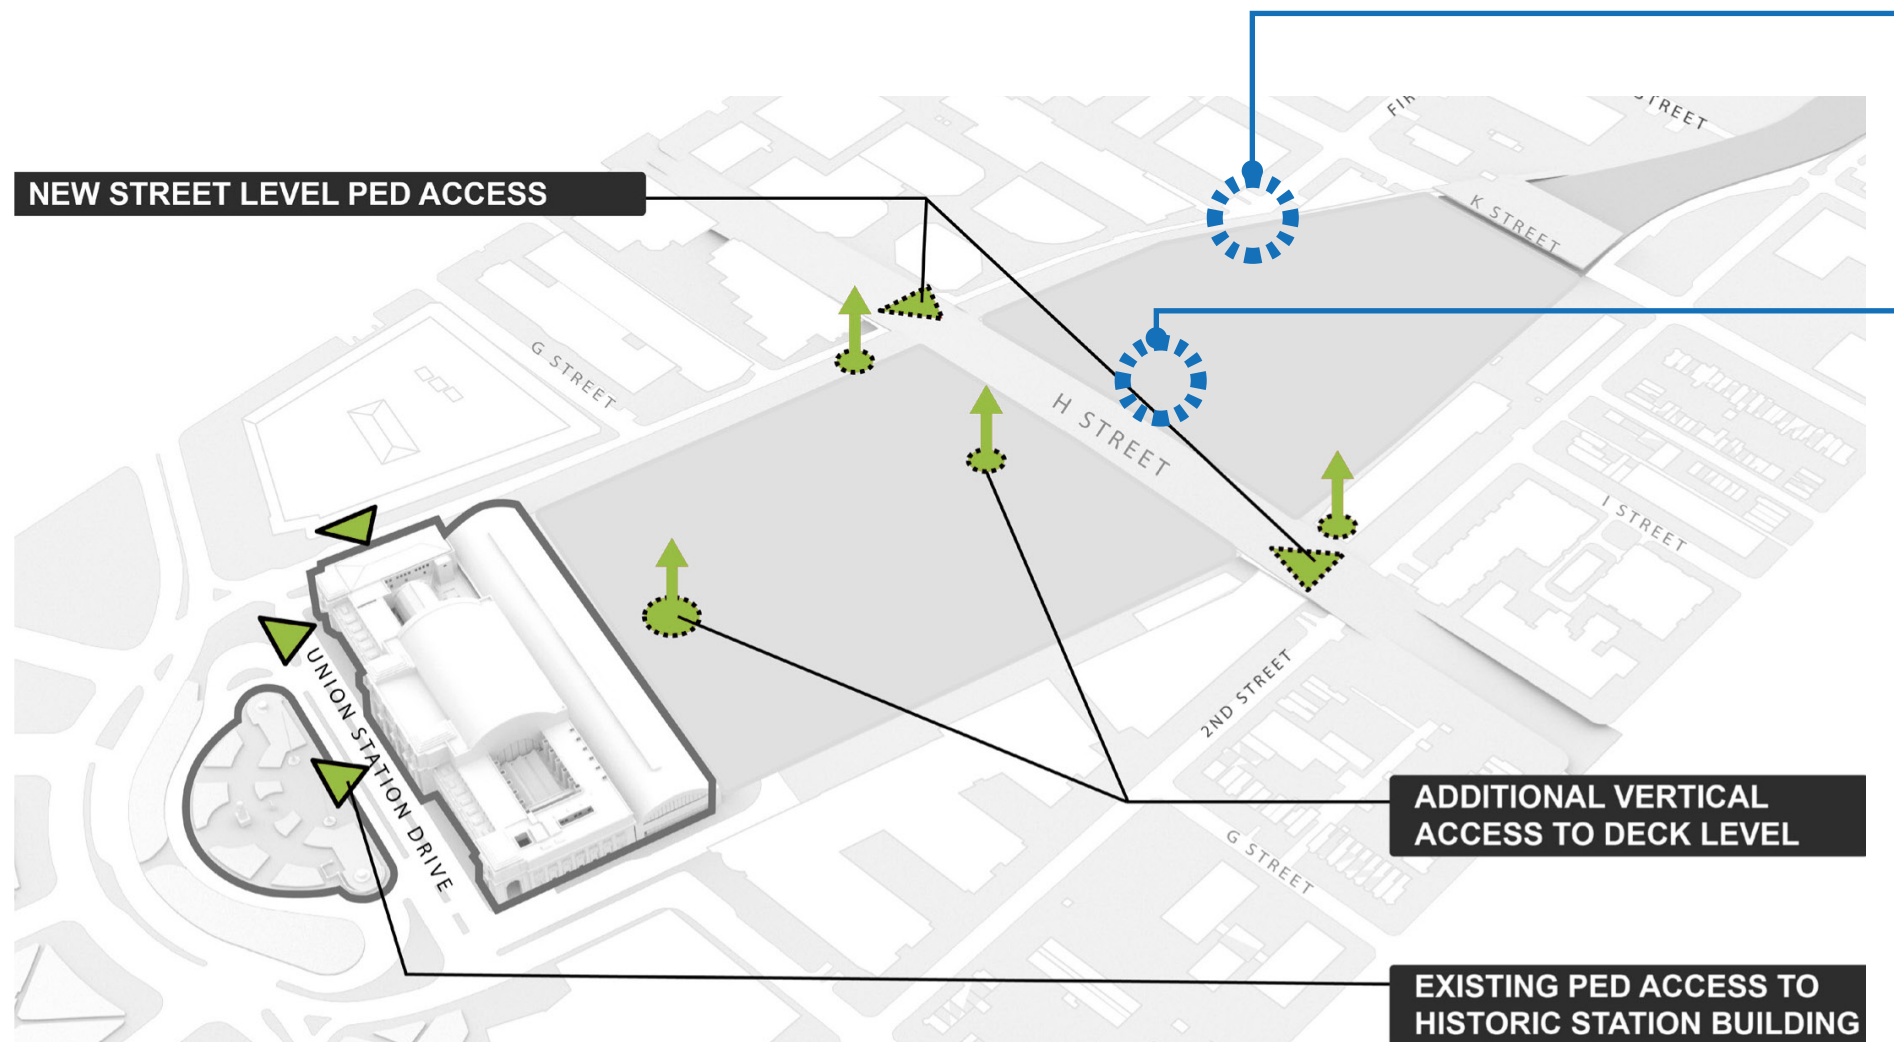 STREET
NEW STREET LEVEL PED ACCESS
K STREET
G STREET
H STREET
I STREET
UNION STATION DRIVE
2ND STREET
ADDITIONAL VERTICAL
ACCESS TO DECK LEVEL
G STREET
EXISTING PED ACCESS TO
HISTORIC STATION BUILDING